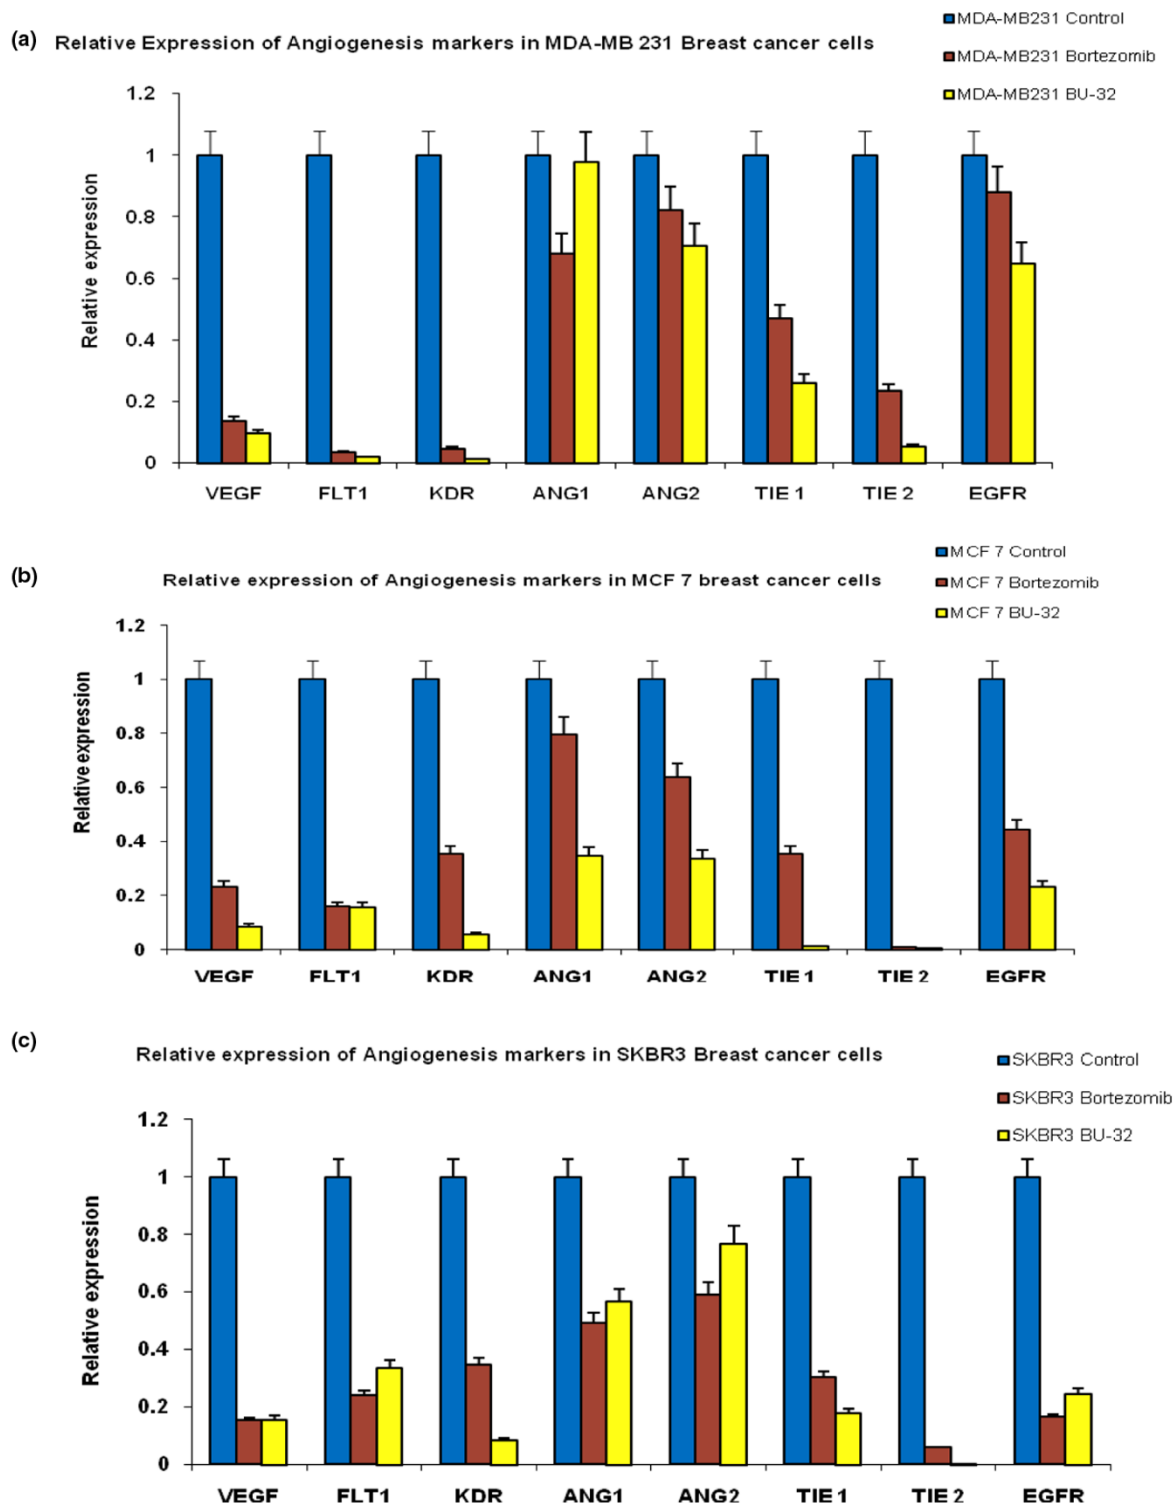 MDA-MB231 Control
(a) Relative Expression of Angiogenesis markers in MDA-MB 231 Breast cancer cells
MDA-MB231 Bortezomib
MDA-MB231 BU-32
Relative expression
1.2
1
0.8
0.6
0.4
0.2
0
VEGF FLT1 KDR ANG1 ANG2 TIE 1 TIE 2 EGFR
MCF 7 Control
(b) Relative expression of Angiogenesis markers in MCF 7 breast cancer cells
MCF 7 Bortezomib
MCF 7 BU-32
Relative expression
1.2
1
0.8
0.6
0.4
0.2
0
VEGF FLT1 KDR ANG1 ANG2 TIE 1 TIE 2 EGFR
(c) Relative expression of Angiogenesis markers in SKBR3 Breast cancer cells
SKBR3 Control
SKBR3 Bortezomib
SKBR3 BU-32
Relative expression
1.2
1
0.8
0.6
0.4
0.2
0
VEGF FLT1 KDR ANG1 ANG2 TIE 1 TIE 2 EGFR